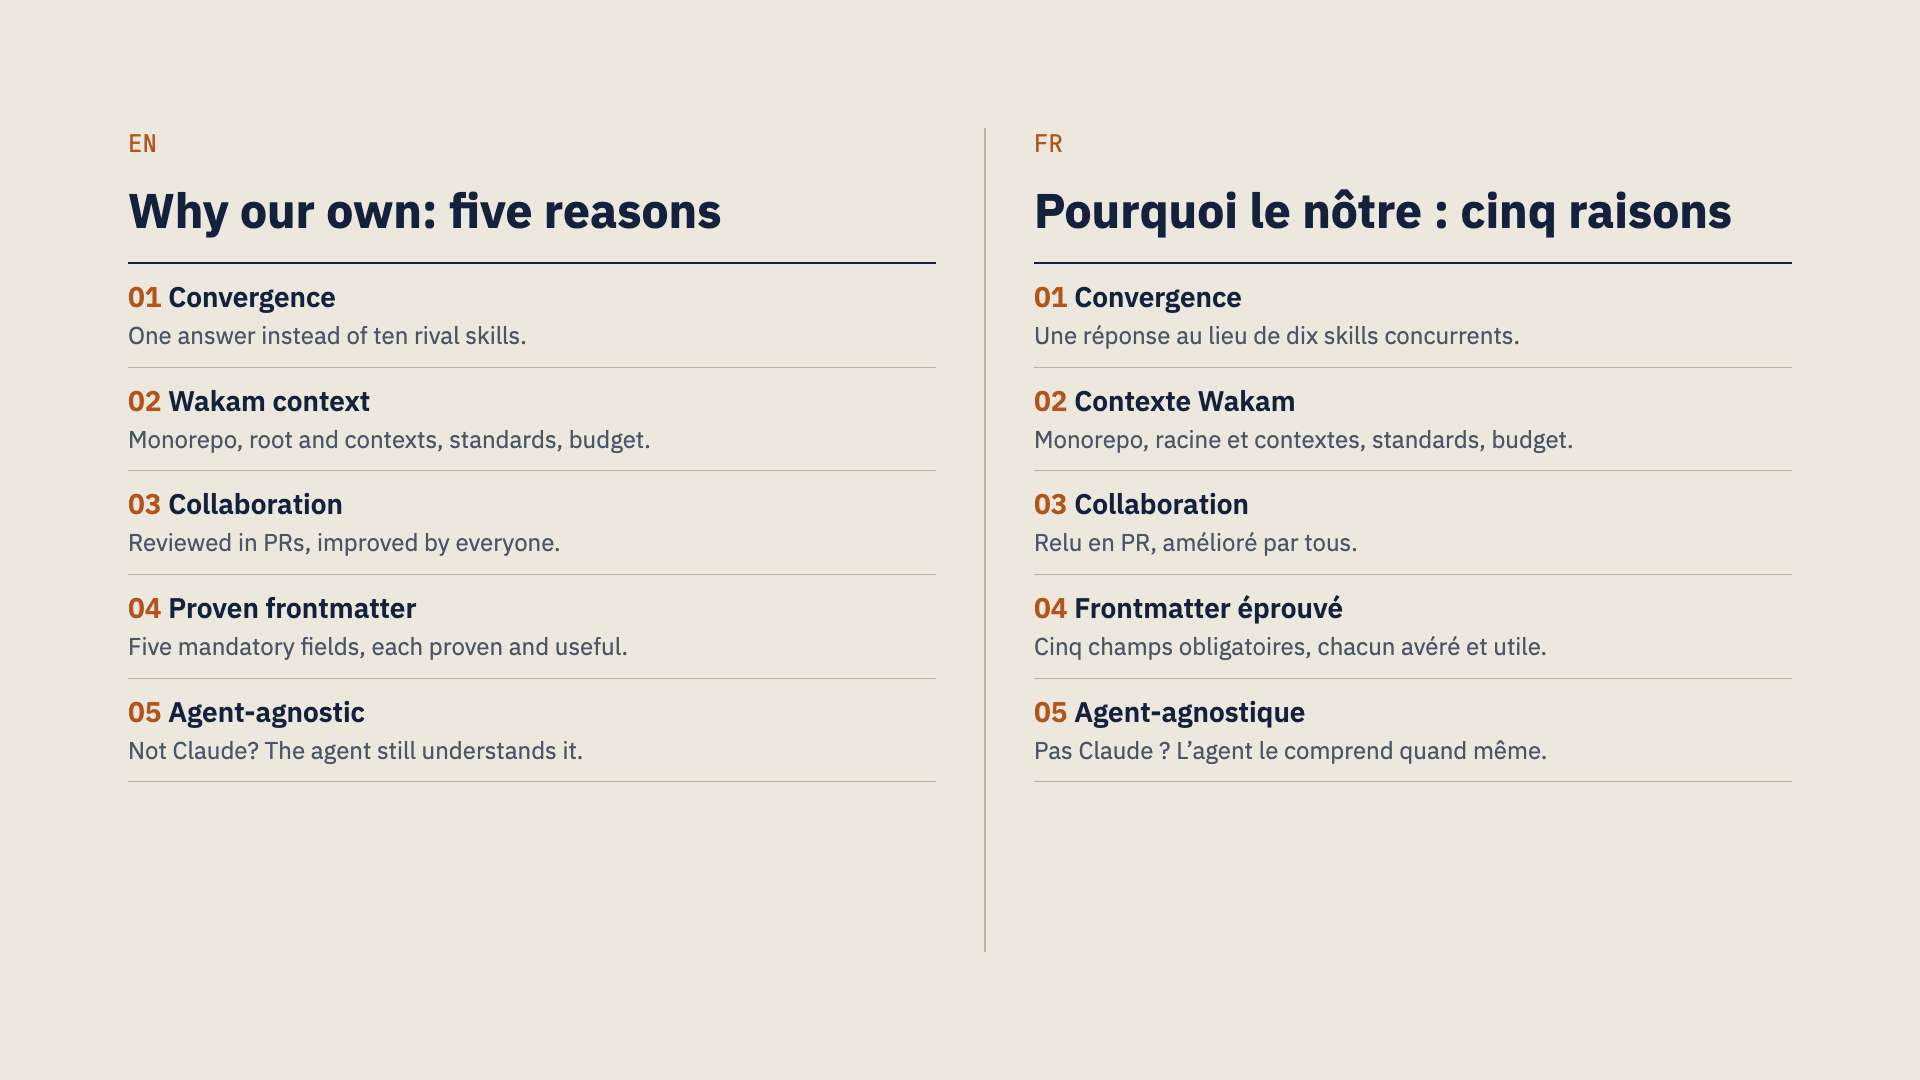 EN
Why our own: five reasons
01 Convergence
One answer instead of ten rival skills.
02 Wakam context
Monorepo, root and contexts, standards, budget.
03 Collaboration
Reviewed in PRs, improved by everyone.
04 Proven frontmatter
Five mandatory fields, each proven and useful.
05 Agent-agnostic
Not Claude? The agent still understands it.
FR
Pourquoi le nôtre : cinq raisons
01 Convergence
Une réponse au lieu de dix skills concurrents.
02 Contexte Wakam
Monorepo, racine et contextes, standards, budget.
03 Collaboration
Relu en PR, amélioré par tous.
04 Frontmatter éprouvé
Cinq champs obligatoires, chacun avéré et utile.
05 Agent-agnostique
Pas Claude ? L’agent le comprend quand même.